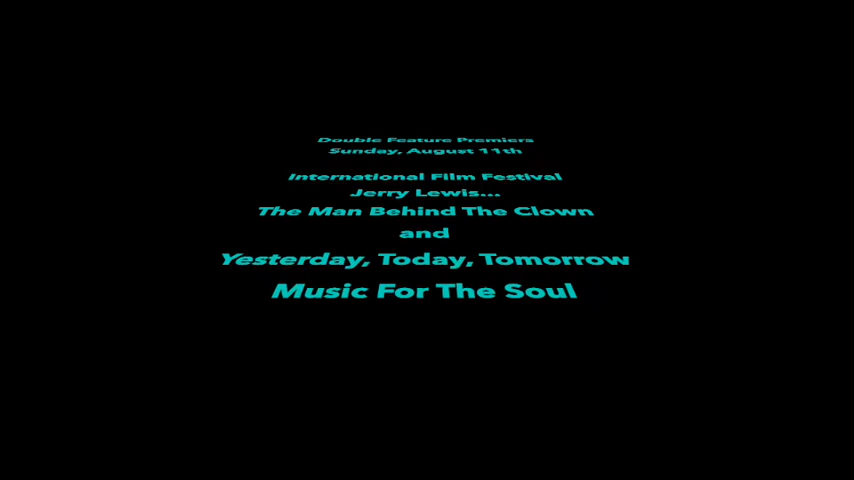 Double Feature Premiers
Sunday, August 11th
International Film Festival
Jerry Lewis...
The Man Behind The Clown
and
Yesterday, Today, Tomorrow
Music For The Soul